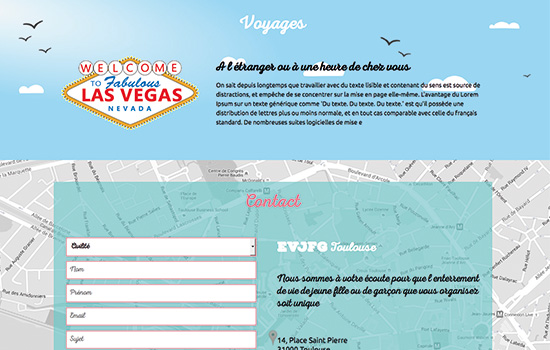 Voyages
WELCOME
TO Fabulous
LAS VEGAS
NEVADA
A l'étranger ou à une heure de chez vous
On sait depuis longtemps que travailler avec du texte lisible et contenant du sens est source de
distractions, et empêche de se concentrer sur la mise en page elle-même. L'avantage du Lorem
Ipsum sur un texte générique comme 'Du texte. Du texte. Du texte.' est qu'il possède une
distribution de lettres plus ou moins normale, et en tout cas comparable avec celle du français
standard. De nombreuses suites logicielles de mise e
Contact
Civilité
Nom
Prénom
Email
Sujet
EVJFG Toulouse
Nous sommes à votre écoute pour que l'enterrement
de vie de jeune fille ou de garçon que vous organisez
soit unique
14, Place Saint Pierre
31000 Toulouse